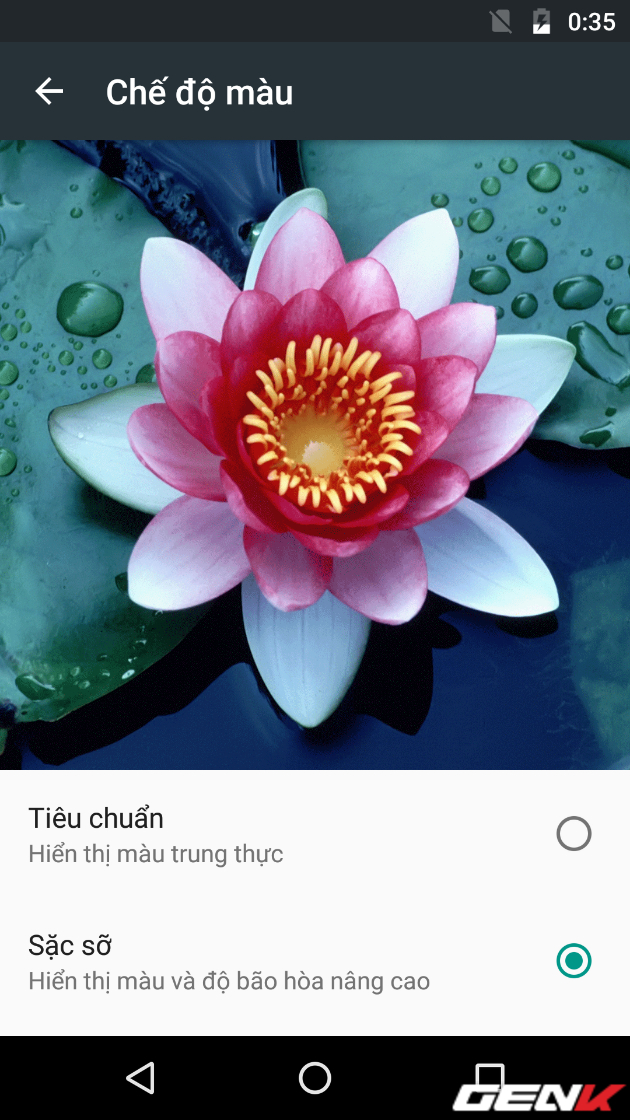 0:35
Chế độ màu
Tiêu chuẩn
Hiển thị màu trung thực
Sặc sỡ
Hiển thị màu và độ bão hòa nâng cao
GENK